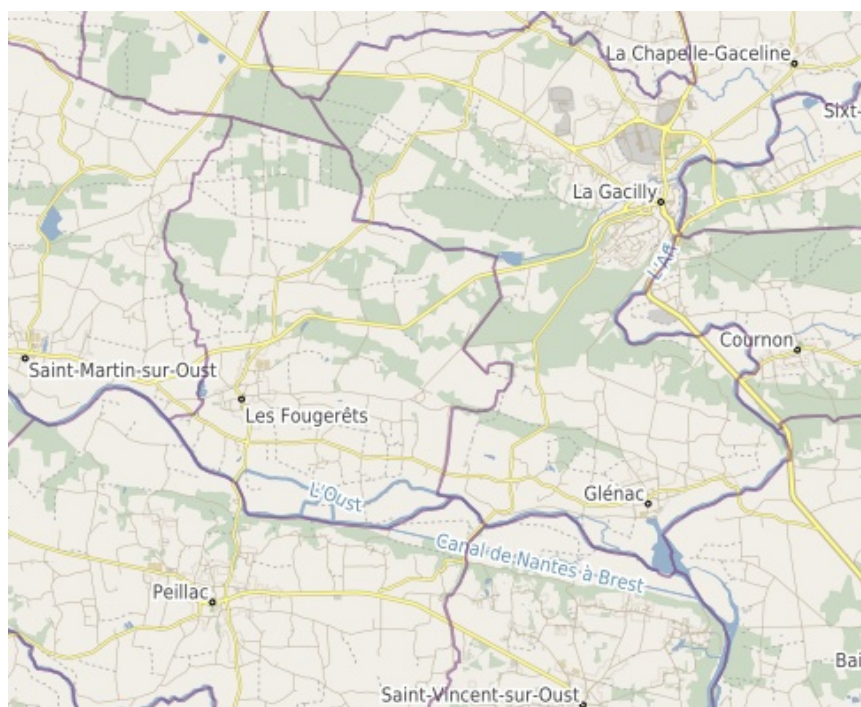 La Chapelle-Gaceline
Sixt-
La Gacilly
L'Aff
Cournon
Saint-Martin-sur-Oust
Les Fougerêts
L'Oust
Glénac
Canal de Nantes à Brest
Peillac
Bai
Saint-Vincent-sur-Oust